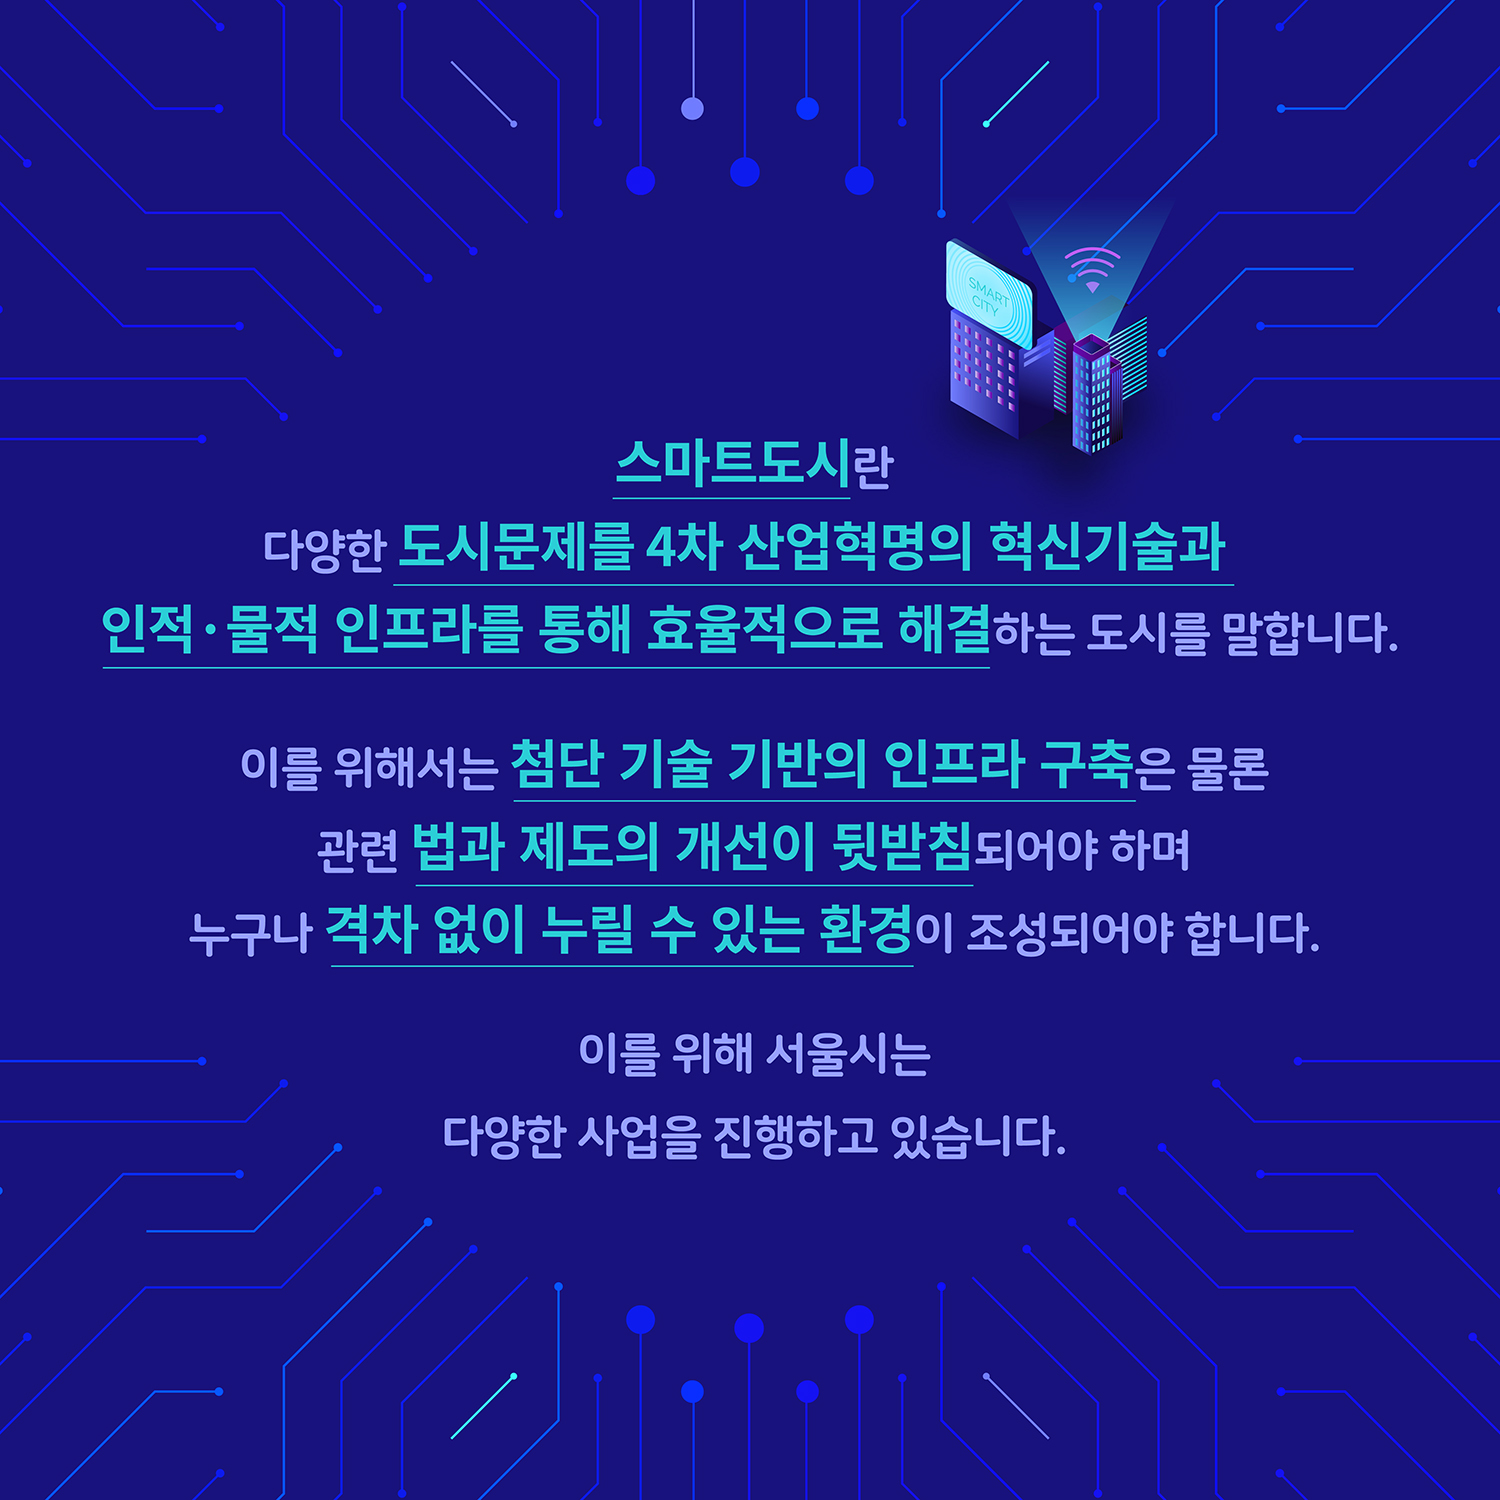 SMART
CITY
스마트도시란
다양한 도시문제를 4차 산업혁명의 혁신기술과
인적·물적 인프라를 통해 효율적으로 해결하는 도시를 말합니다.
이를 위해서는 첨단 기술 기반의 인프라 구축은 물론
관련 법과 제도의 개선이 뒷받침되어야 하며
누구나 격차 없이 누릴 수 있는 환경이 조성되어야 합니다.
이를 위해 서울시는
다양한 사업을 진행하고 있습니다.